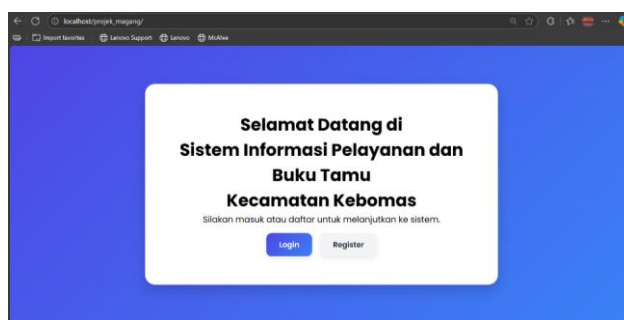 localhost/projek_magang/
Import favorites Lenovo Support Lenovo McAfee
Selamat Datang di
Sistem Informasi Pelayanan dan
Buku Tamu
Kecamatan Kebomas
Silakan masuk atau daftar untuk melanjutkan ke sistem.
Login Register